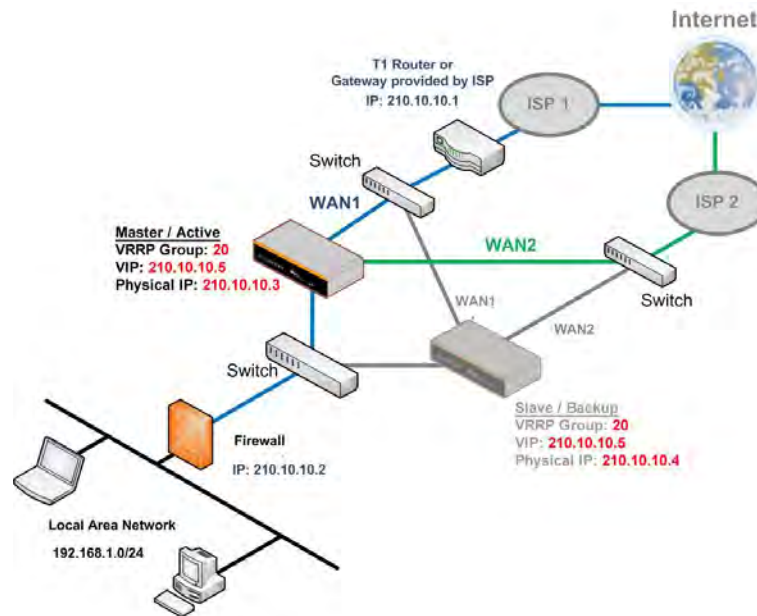 Internet
T1 Router or
Gateway provided by ISP
IP: 210.10.10.1
ISP 1
Switch
WAN1
ISP 2
Master / Active
VRRP Group: 20
VIP: 210.10.10.5
Physical IP: 210.10.10.3
WAN2
Switch
WAN1
WAN2
Switch
Slave / Backup
VRRP Group: 20
VIP: 210.10.10.5
Physical IP: 210.10.10.4
Firewall
IP: 210.10.10.2
Local Area Network
192.168.1.0/24